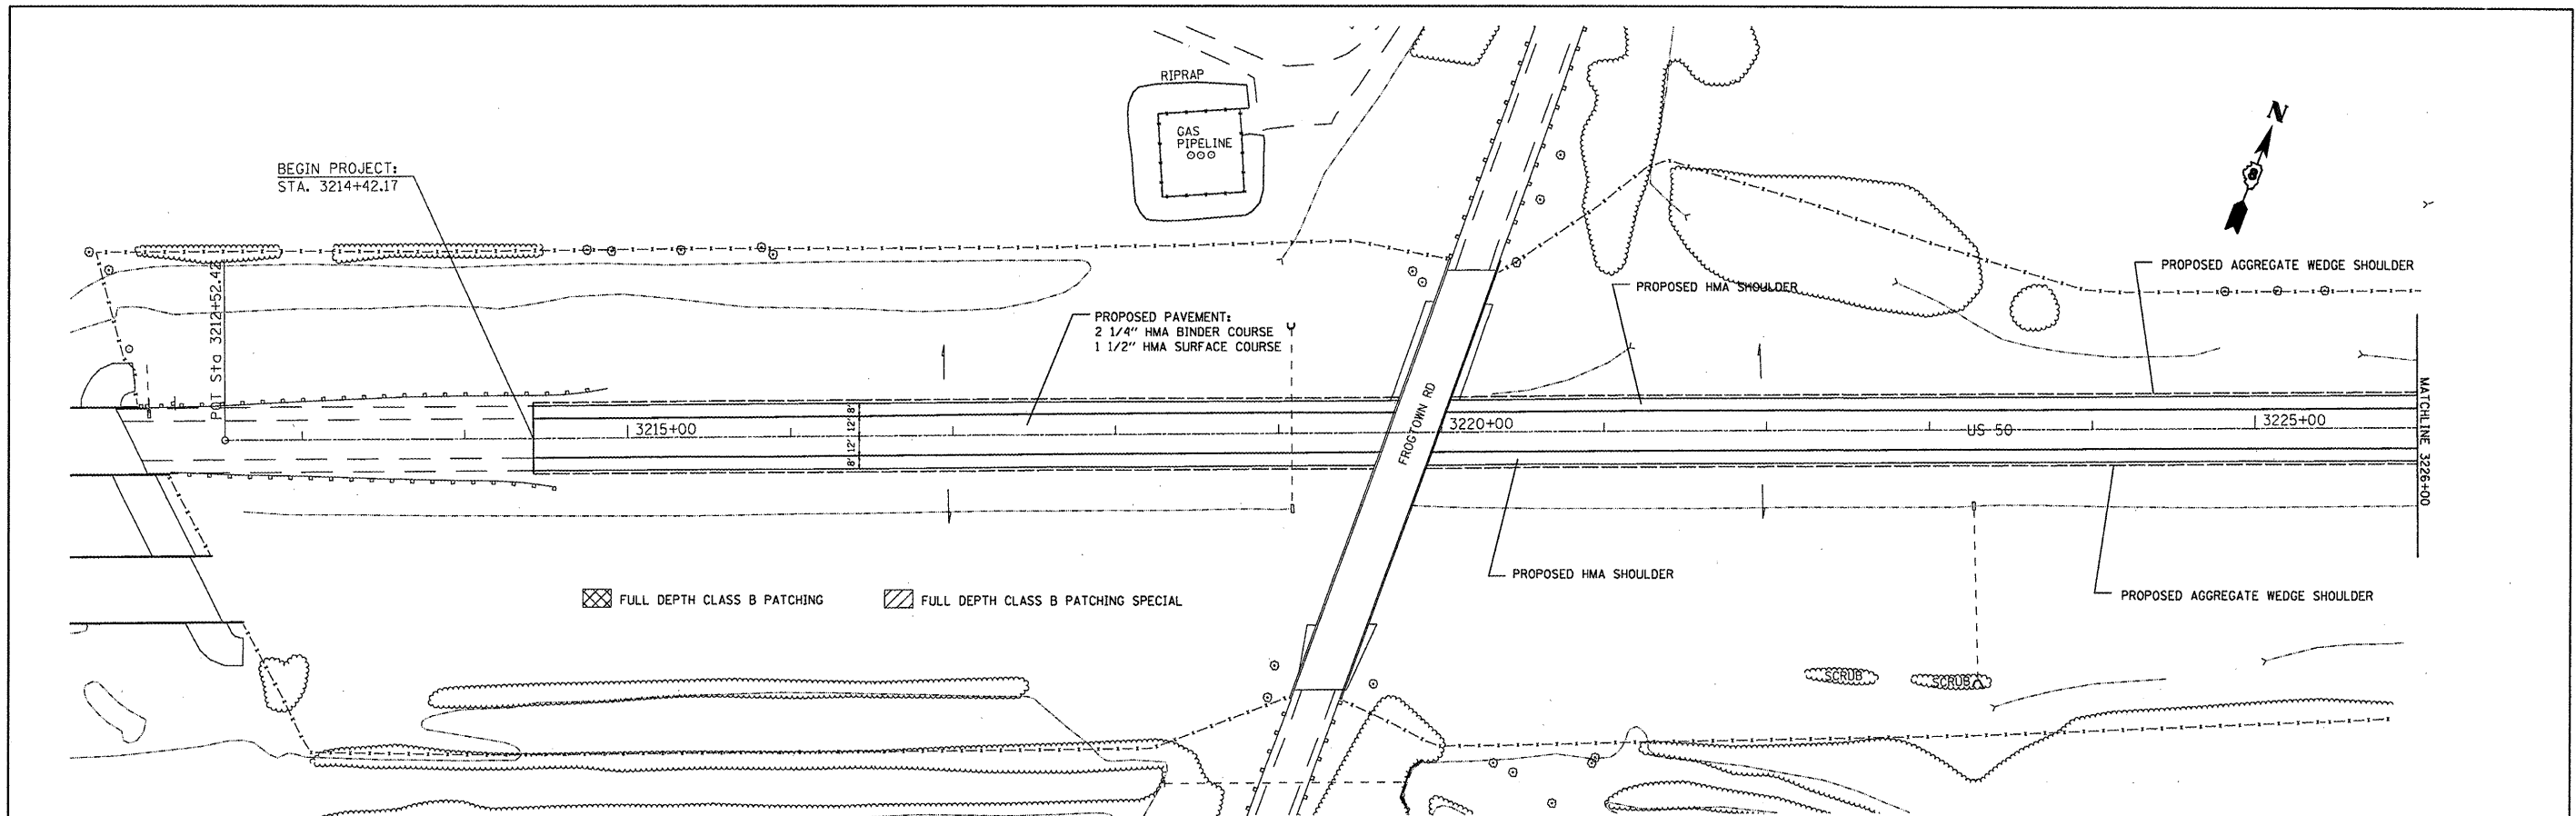 RIPRAP
GAS
PIPELINE
N
BEGIN PROJECT:
STA. 3214+42.17
POT Sta 3212+52.42
PROPOSED HMA SHOULDER
PROPOSED AGGREGATE WEDGE SHOULDER
PROPOSED PAVEMENT:
2 1/4" HMA BINDER COURSE
1 1/2" HMA SURFACE COURSE
8' 12' 12' 8'
3215+00
FROGTOWN RD
3220+00
US 50
3225+00
MATCHLINE 3226+00
PROPOSED HMA SHOULDER
PROPOSED AGGREGATE WEDGE SHOULDER
FULL DEPTH CLASS B PATCHING
FULL DEPTH CLASS B PATCHING SPECIAL
SCRUB
SCRUB